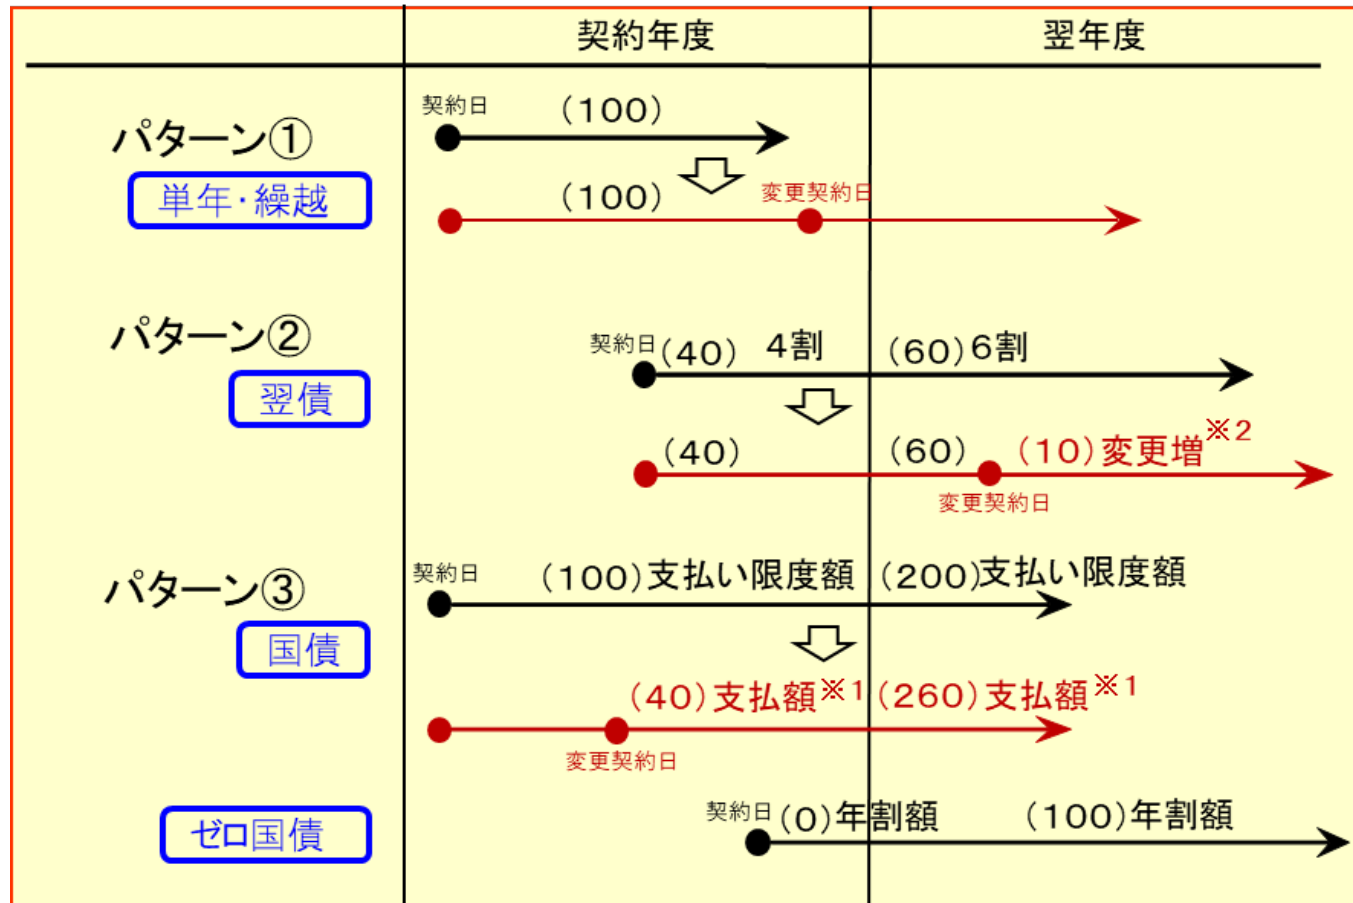 契約年度 翌年度
契約日 (100)
パターン①
単年・繰越
(100) 変更契約日
パターン②
翌債
契約日 (40) 4割 (60) 6割
(40) (60) (10)変更増※2
変更契約日
パターン③
国債
契約日 (100)支払い限度額 (200)支払い限度額
(40)支払額※1 (260)支払額※1
変更契約日
ゼロ国債
契約日 (0)年割額 (100)年割額